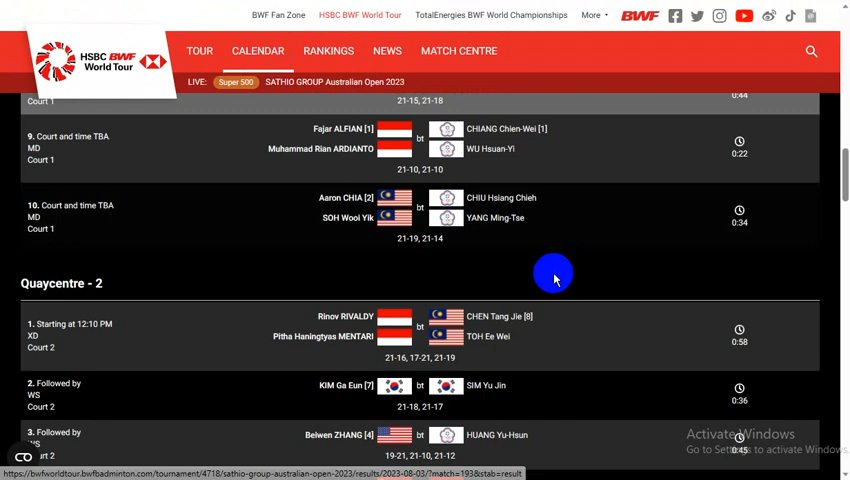 BWF Fan Zone HSBC BWF World Tour TotalEnergies BWF World Championships More BWF
HSBC BWF World Tour
TOUR CALENDAR RANKINGS NEWS MATCH CENTRE
LIVE: Super 500 SATHIO GROUP Australian Open 2023
Court 1 21-15, 21-18 0:44
9. Court and time TBA
MD
Court 1
Fajar ALFIAN [1] bt CHIANG Chien-Wei [1]
Muhammad Rian ARDIANTO WU Hsuan-Yi
21-10, 21-10
0:22
10. Court and time TBA
MD
Court 1
Aaron CHIA [2] bt CHIU Hsiang Chieh
SOH Wooi Yik YANG Ming-Tse
21-19, 21-14
0:34
Quaycentre - 2
1. Starting at 12:10 PM
XD
Court 2
Rinov RIVALDY bt CHEN Tang Jie [8]
Pitha Haningtyas MENTARI TOH Ee Wei
21-16, 17-21, 21-19
0:58
2. Followed by
WS
Court 2
KIM Ga Eun [7] bt SIM Yu Jin
21-18, 21-17
0:36
3. Followed by
WS
Beiwen ZHANG [4] bt HUANG Yu-Hsun
19-21, 21-10, 21-12
0:45
Activate Windows
Go to Settings to activate Windows.
https://bwfworldtour.bwfbadminton.com/tournament/4718/sathio-group-australian-open-2023/results/2023-08-03/?match=193&stab=result